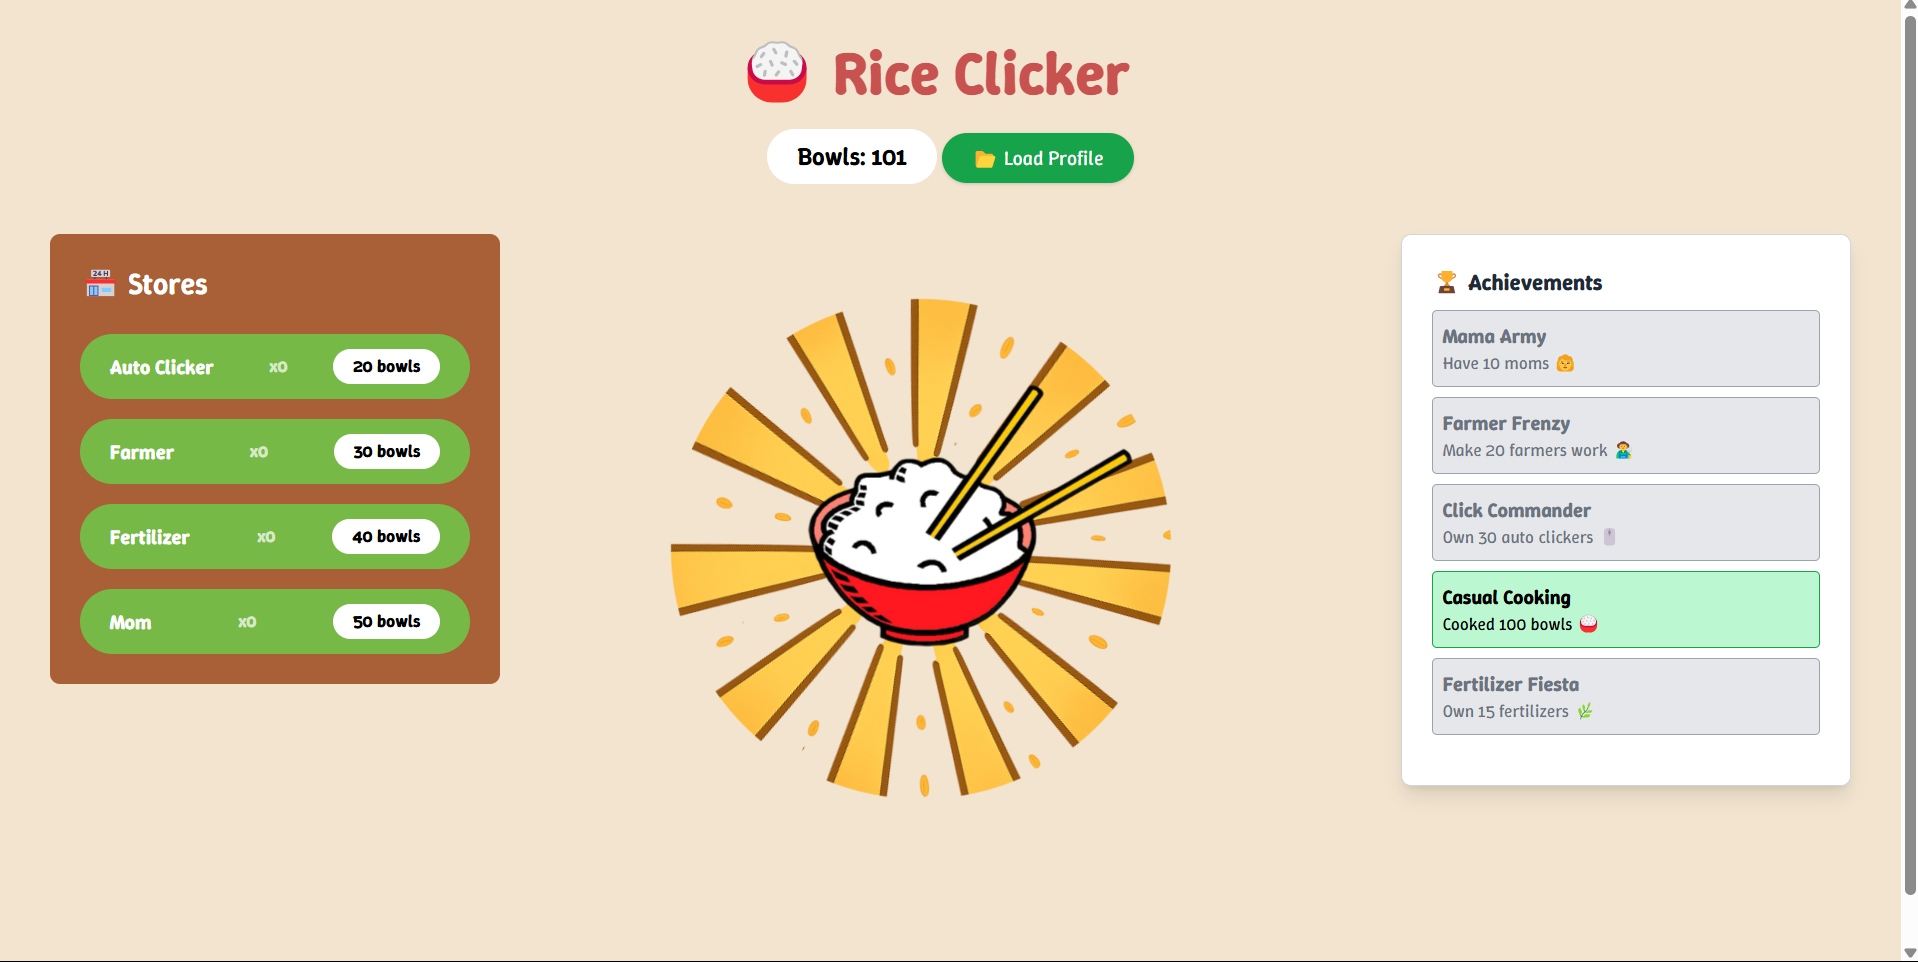 🍚 Rice Clicker
Bowls: 101
📂 Load Profile
🏪 Stores
Auto Clicker x0 20 bowls
Farmer x0 30 bowls
Fertilizer x0 40 bowls
Mom x0 50 bowls
🏆 Achievements
Mama Army
Have 10 moms 👩
Farmer Frenzy
Make 20 farmers work 🧑‍🌾
Click Commander
Own 30 auto clickers 🖱️
Casual Cooking
Cooked 100 bowls 🍚
Fertilizer Fiesta
Own 15 fertilizers 🌿